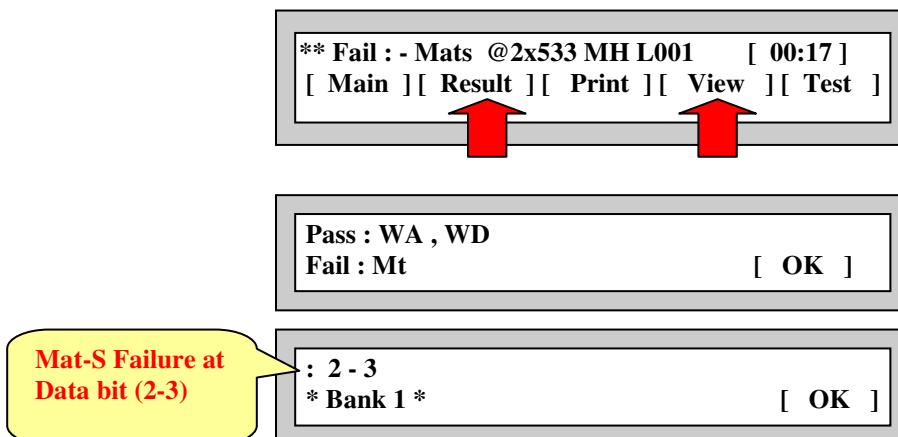 ** Fail : - Mats @2x533 MH L001 [ 00:17 ]
[ Main ] [ Result ] [ Print ] [ View ] [ Test ]
Pass : WA , WD
Fail : Mt [ OK ]
Mat-S Failure at
Data bit (2-3)
: 2 - 3
* Bank 1 * [ OK ]